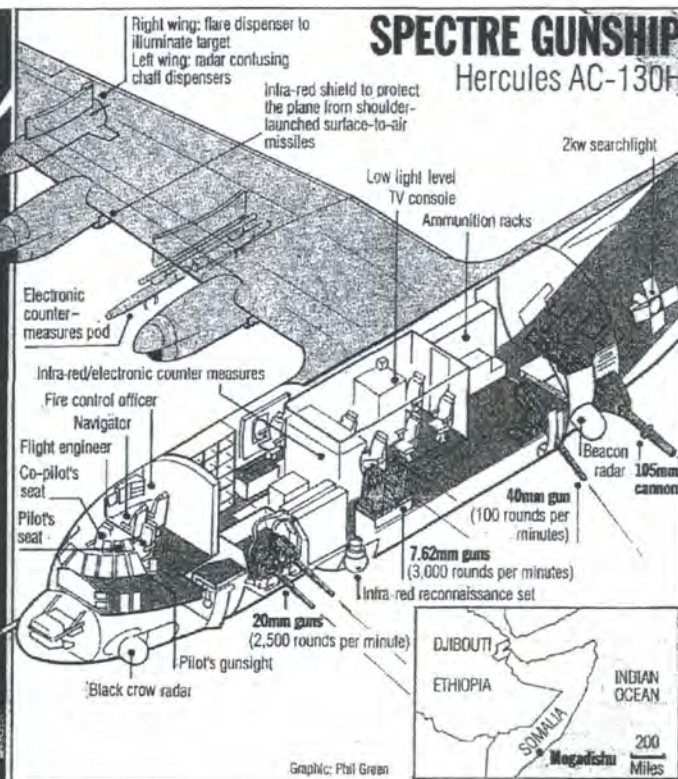 SPECTRE GUNSHIP
Hercules AC-130H
Right wing: flare dispenser to
illuminate target
Left wing: radar confusing
chaff dispensers
Infra-red shield to protect
the plane from shoulder-
launched surface-to-air
missiles
2kw searchlight
Low light level
TV console
Ammunition racks
Electronic
counter-
measures pod
Infra-red/electronic counter measures
Fire control officer
Navigator
Flight engineer
Co-pilot's
seat
Pilot's
seat
Beacon
radar
105mm
cannon
40mm gun
(100 rounds per
minutes)
7.62mm guns
(3,000 rounds per minutes)
Infra-red reconnaissance set
20mm guns
(2,500 rounds per minute)
Pilot's gunsight
Black crow radar
DJIBOUTI
ETHIOPIA
INDIAN
OCEAN
SOMALIA
Mogadishu
200
Miles
Graphic: Phil Green